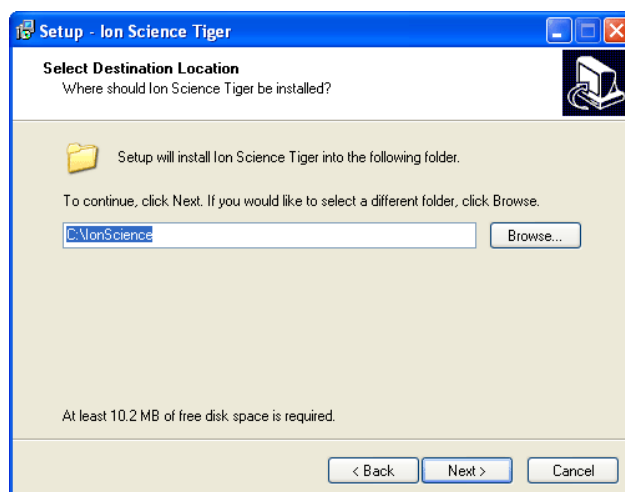 Setup - Ion Science Tiger
Select Destination Location
Where should Ion Science Tiger be installed?
Setup will install Ion Science Tiger into the following folder.
To continue, click Next. If you would like to select a different folder, click Browse.
C:\IonScience
Browse...
At least 10.2 MB of free disk space is required.
< Back
Next >
Cancel